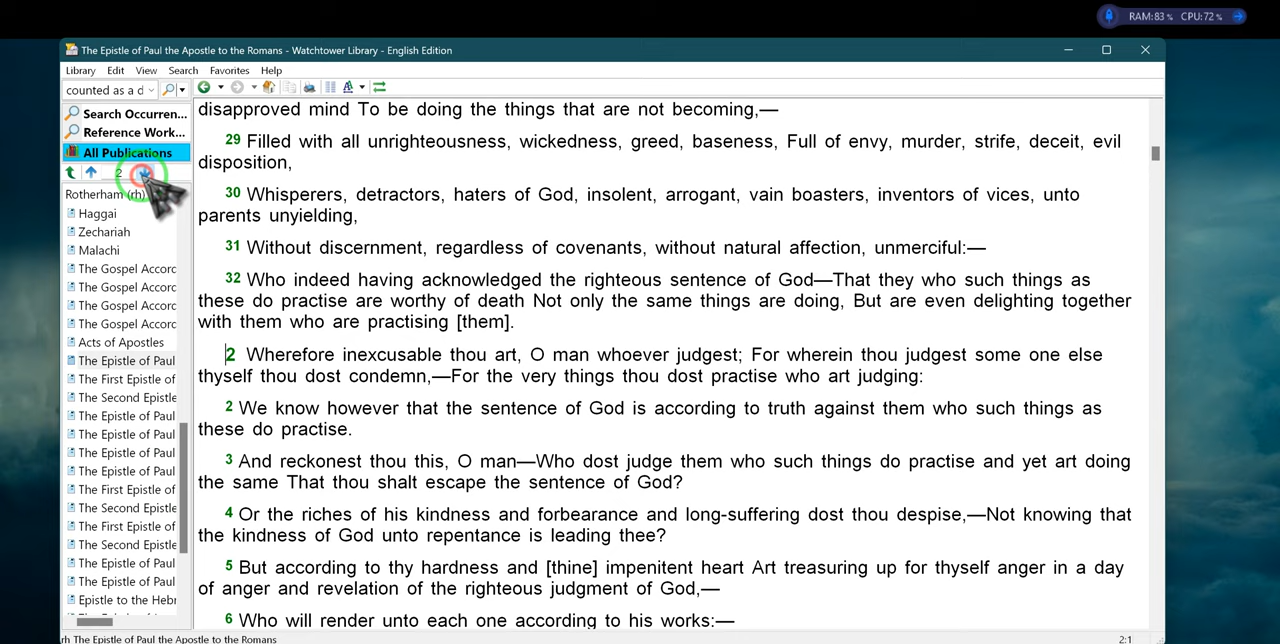 RAM:83% CPU:72%
The Epistle of Paul the Apostle to the Romans - Watchtower Library - English Edition
Library Edit View Search Favorites Help
counted as a d
Search Occurren...
Reference Work...
All Publications
2
Rotherham (rh)
Haggai
Zechariah
Malachi
The Gospel Accorc
The Gospel Accorc
The Gospel Accorc
The Gospel Accorc
Acts of Apostles
The Epistle of Paul
The First Epistle of
The Second Epistle
The Epistle of Paul
The Epistle of Paul
The Epistle of Paul
The Epistle of Paul
The First Epistle of
The Second Epistle
The First Epistle of
The Second Epistle
The Epistle of Paul
The Epistle of Paul
Epistle to the Hebr
disapproved mind To be doing the things that are not becoming,—
29 Filled with all unrighteousness, wickedness, greed, baseness, Full of envy, murder, strife, deceit, evil
disposition,
30 Whisperers, detractors, haters of God, insolent, arrogant, vain boasters, inventors of vices, unto
parents unyielding,
31 Without discernment, regardless of covenants, without natural affection, unmerciful:—
32 Who indeed having acknowledged the righteous sentence of God—That they who such things as
these do practise are worthy of death Not only the same things are doing, But are even delighting together
with them who are practising [them].
2 Wherefore inexcusable thou art, O man whoever judgest; For wherein thou judgest some one else
thyself thou dost condemn,—For the very things thou dost practise who art judging:
2 We know however that the sentence of God is according to truth against them who such things as
these do practise.
3 And reckonest thou this, O man—Who dost judge them who such things do practise and yet art doing
the same That thou shalt escape the sentence of God?
4 Or the riches of his kindness and forbearance and long-suffering dost thou despise,—Not knowing that
the kindness of God unto repentance is leading thee?
5 But according to thy hardness and [thine] impenitent heart Art treasuring up for thyself anger in a day
of anger and revelation of the righteous judgment of God,—
6 Who will render unto each one according to his works:—
rh The Epistle of Paul the Apostle to the Romans
2:1